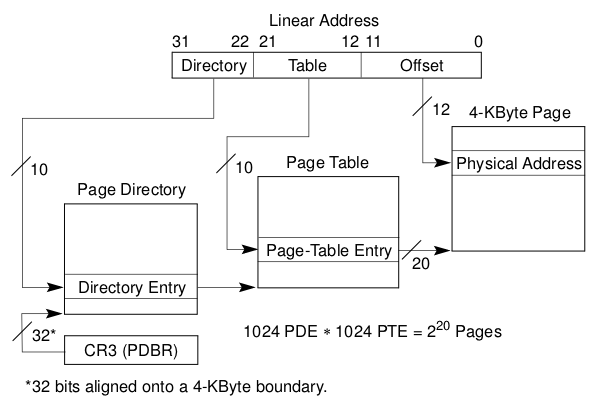 Linear Address
31 22 21 12 11 0
Directory Table Offset
12
4-KByte Page
Physical Address
10
10
Page Table
Page Directory
Page-Table Entry
20
Directory Entry
32*
1024 PDE * 1024 PTE = 2²⁰ Pages
CR3 (PDBR)
*32 bits aligned onto a 4-KByte boundary.